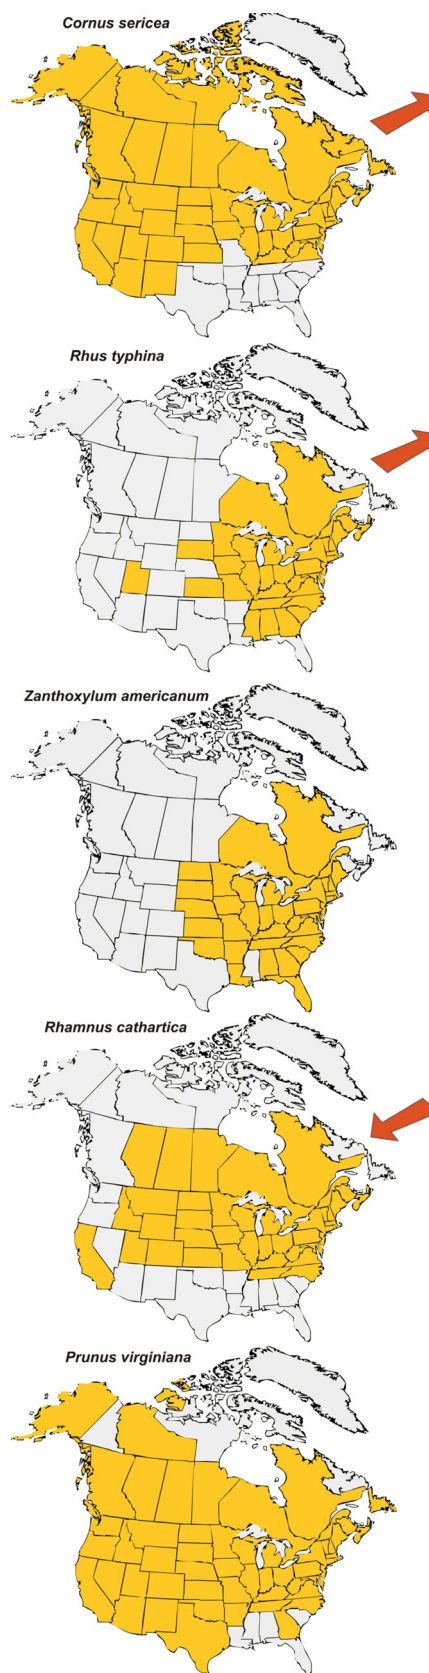 Cornus sericea
Rhus typhina
Zanthoxylum americanum
Rhamnus cathartica
Prunus virginiana